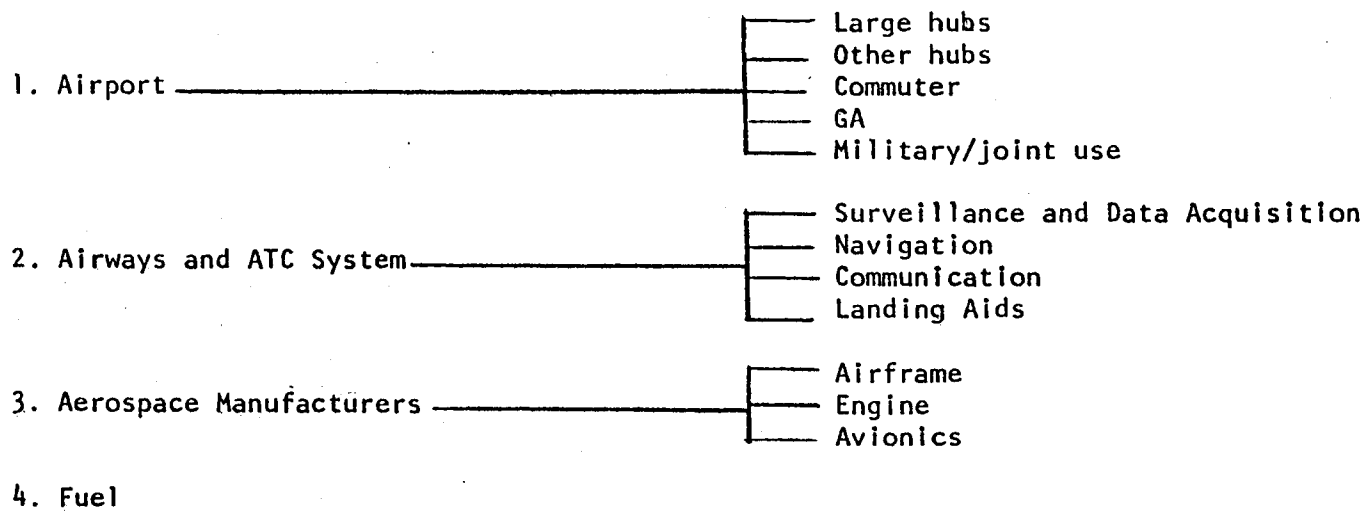 1. Airport
Large hubs
Other hubs
Commuter
GA
Military/joint use
2. Airways and ATC System
Surveillance and Data Acquisition
Navigation
Communication
Landing Aids
3. Aerospace Manufacturers
Airframe
Engine
Avionics
4. Fuel